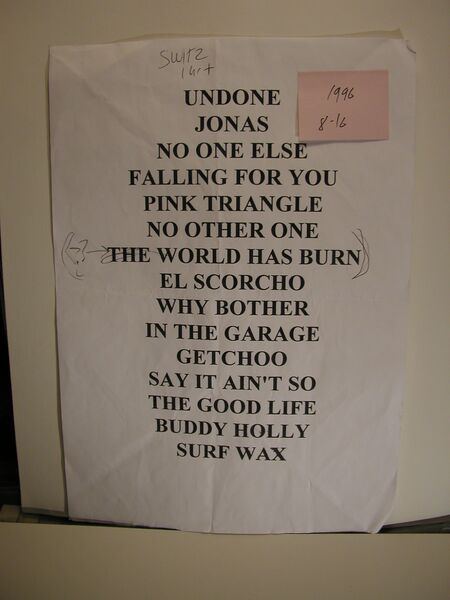 SWITZ
1996
8-16
UNDONE
JONAS
NO ONE ELSE
FALLING FOR YOU
PINK TRIANGLE
NO OTHER ONE
(-?→ THE WORLD HAS BURN)
EL SCORCHO
WHY BOTHER
IN THE GARAGE
GETCHOO
SAY IT AIN'T SO
THE GOOD LIFE
BUDDY HOLLY
SURF WAX